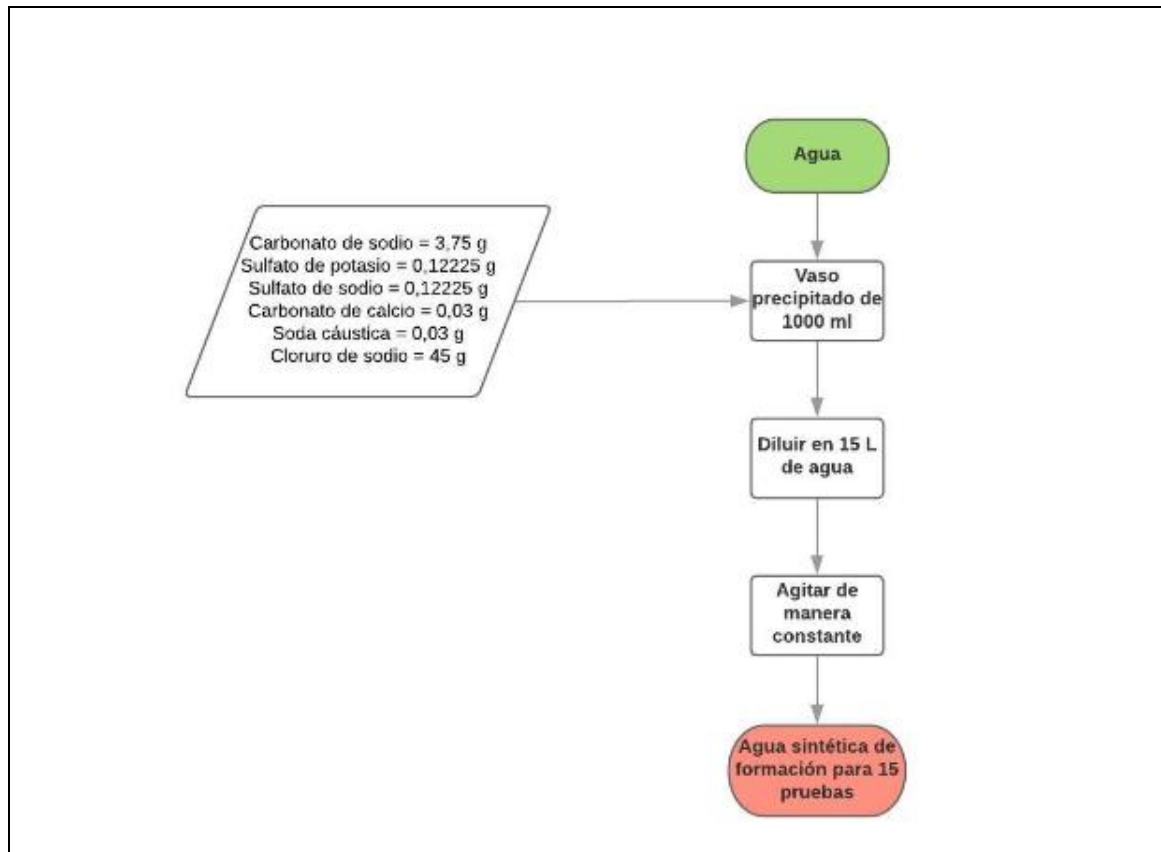 Agua
Carbonato de sodio = 3,75 g
Sulfato de potasio = 0,12225 g
Sulfato de sodio = 0,12225 g
Carbonato de calcio = 0,03 g
Soda cáustica = 0,03 g
Cloruro de sodio = 45 g
Vaso
precipitado de
1000 ml
Diluir en 15 L
de agua
Agitar de
manera
constante
Agua sintética de
formación para 15
pruebas